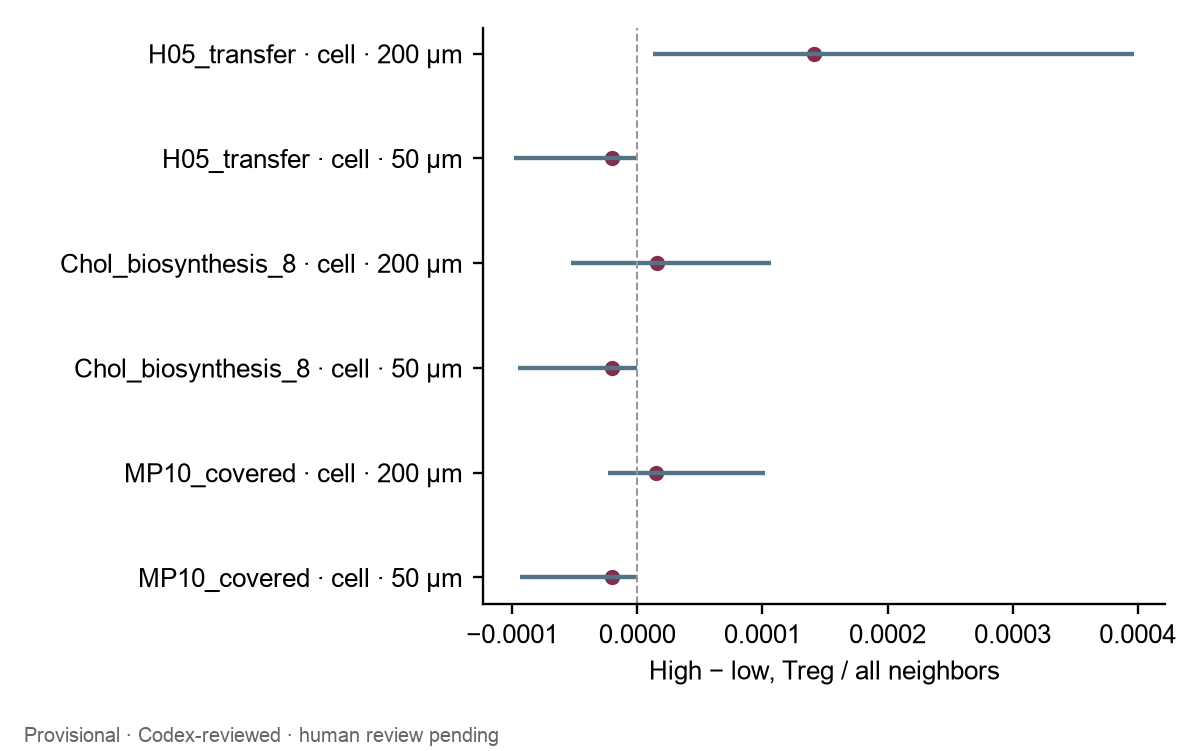 H05_transfer · cell · 200 µm
H05_transfer · cell · 50 µm
Chol_biosynthesis_8 · cell · 200 µm
Chol_biosynthesis_8 · cell · 50 µm
MP10_covered · cell · 200 µm
MP10_covered · cell · 50 µm
−0.0001 0.0000 0.0001 0.0002 0.0003 0.0004
High − low, Treg / all neighbors
Provisional · Codex-reviewed · human review pending